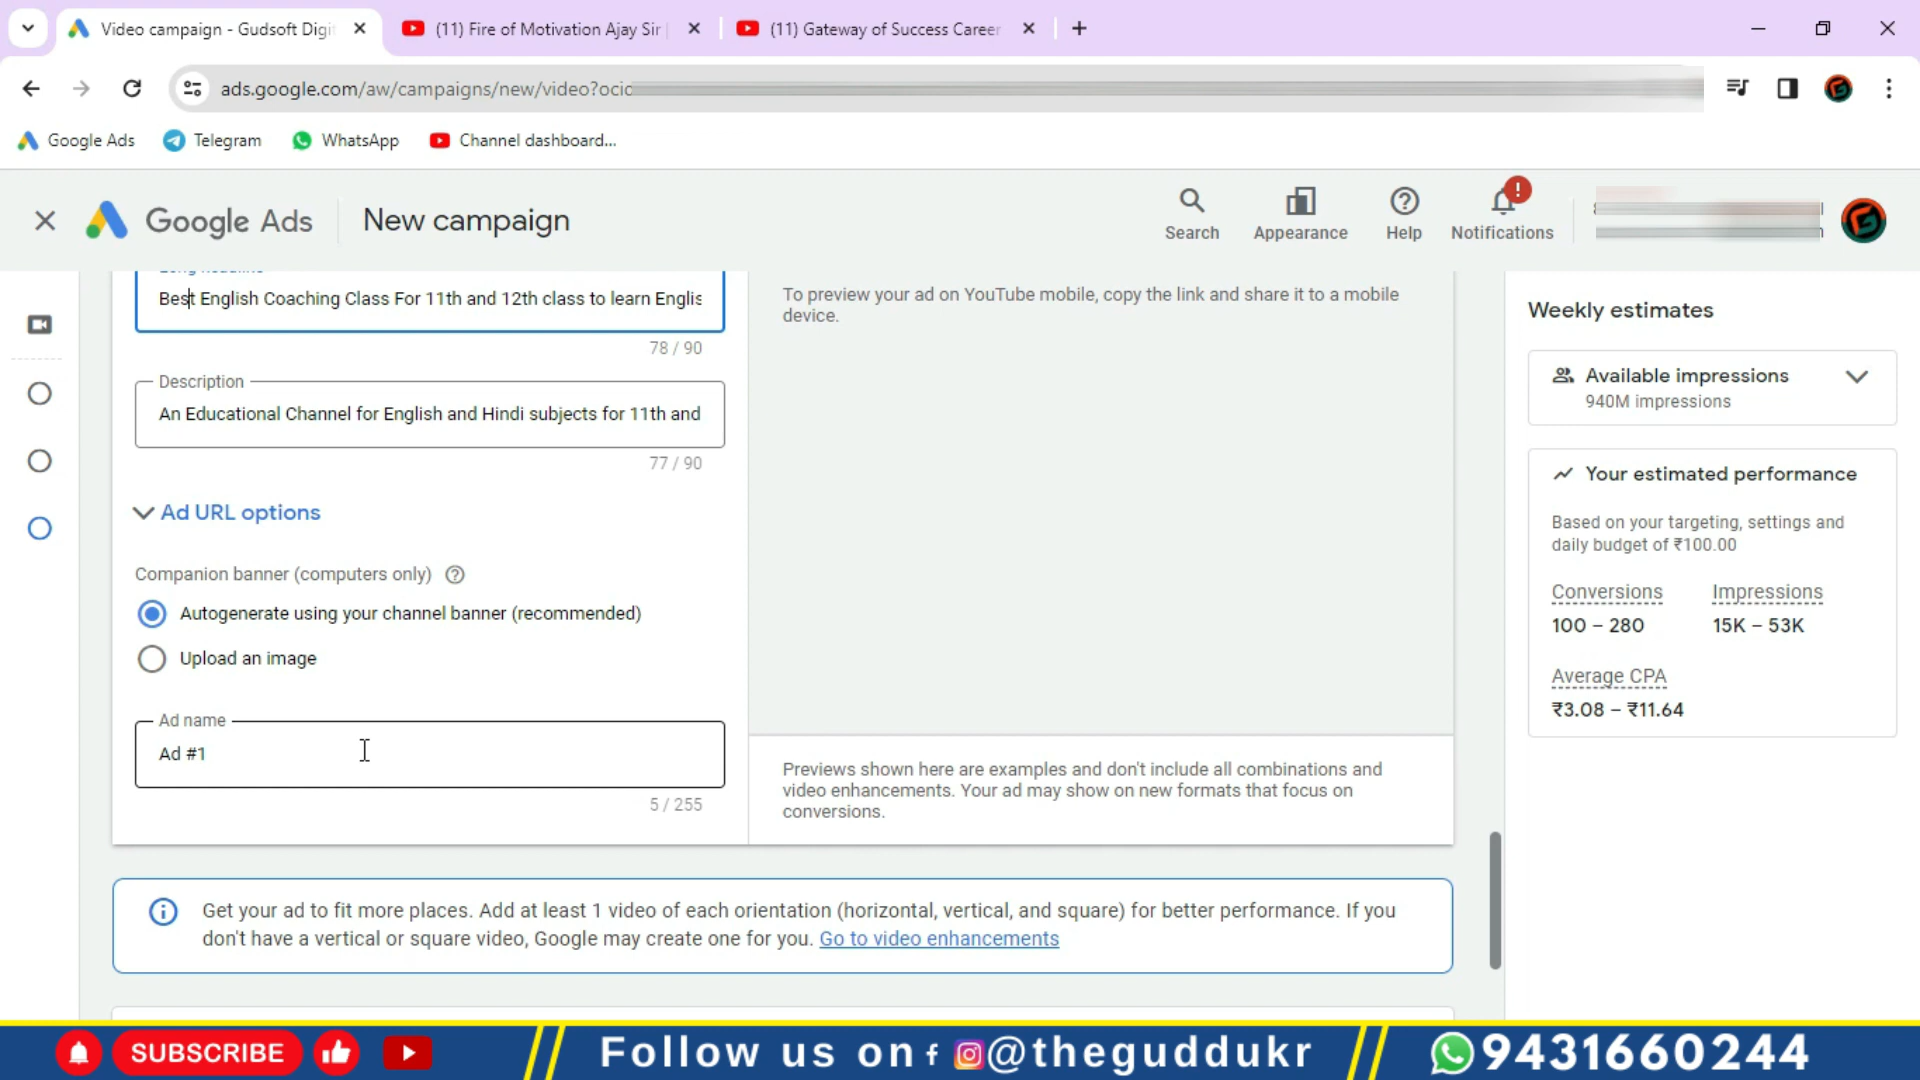 Video campaign - Gudsoft Digi
(11) Fire of Motivation Ajay Sir
(11) Gateway of Success Career
ads.google.com/aw/campaigns/new/video?ocid
Google Ads
Telegram
WhatsApp
Channel dashboard...
Google Ads
New campaign
Search
Appearance
Help
!
Notifications
Best English Coaching Class For 11th and 12th class to learn Englis
78 / 90
Description
An Educational Channel for English and Hindi subjects for 11th and
77 / 90
Ad URL options
Companion banner (computers only)
Autogenerate using your channel banner (recommended)
Upload an image
Ad name
Ad #1
5 / 255
To preview your ad on YouTube mobile, copy the link and share it to a mobile
device.
Previews shown here are examples and don't include all combinations and
video enhancements. Your ad may show on new formats that focus on
conversions.
Get your ad to fit more places. Add at least 1 video of each orientation (horizontal, vertical, and square) for better performance. If you
don't have a vertical or square video, Google may create one for you. Go to video enhancements
Weekly estimates
Available impressions
940M impressions
Your estimated performance
Based on your targeting, settings and
daily budget of ₹100.00
Conversions
Impressions
100 – 280
15K – 53K
Average CPA
₹3.08 – ₹11.64
SUBSCRIBE
Follow us on f @theguddukr
9431660244